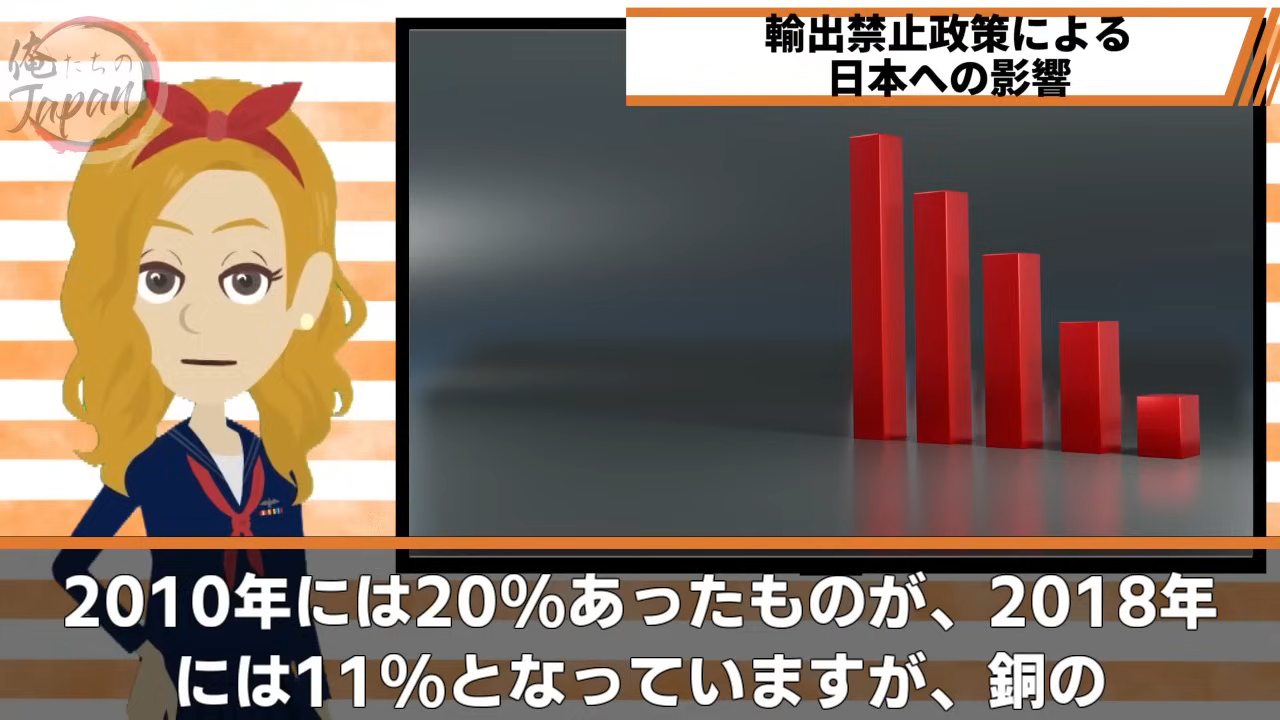 俺たちの
Japan
輸出禁止政策による
日本への影響
2010年には20%あったものが、2018年
には11%となっていますが、銅の